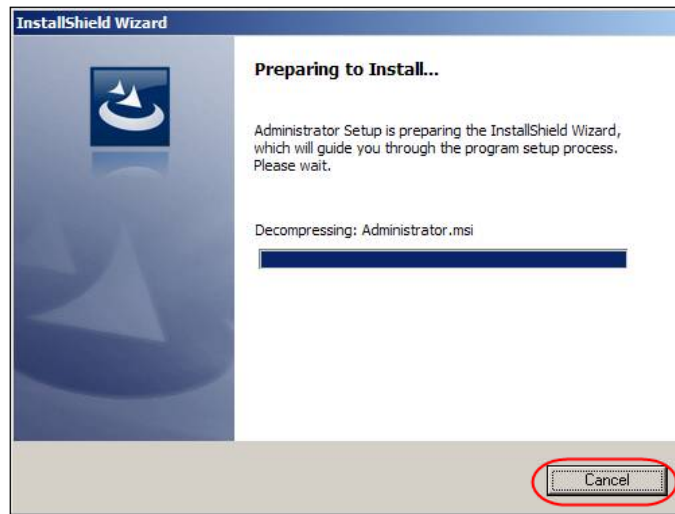 InstallShield Wizard
Preparing to Install...
Administrator Setup is preparing the InstallShield Wizard,
which will guide you through the program setup process.
Please wait.
Decompressing: Administrator.msi
Cancel